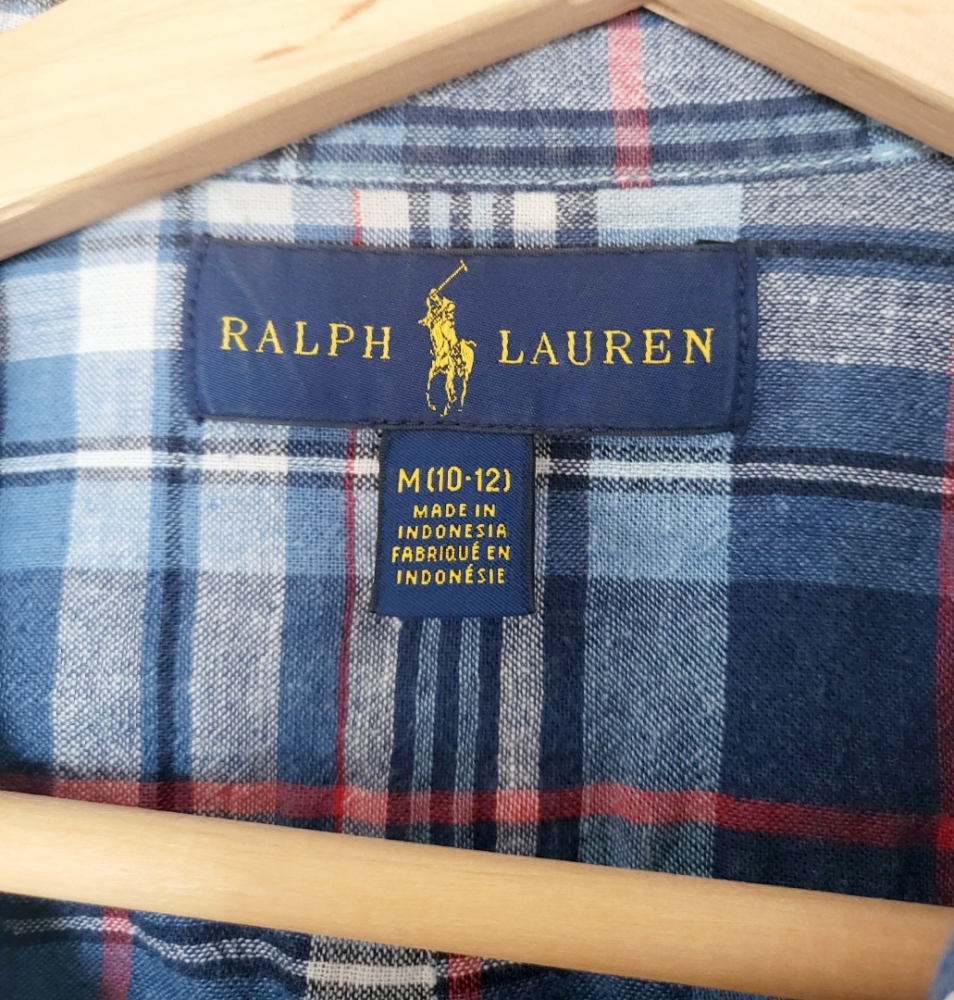 RALPH LAUREN
M (10-12)
MADE IN
INDONESIA
FABRIQUÉ EN
INDONÉSIE